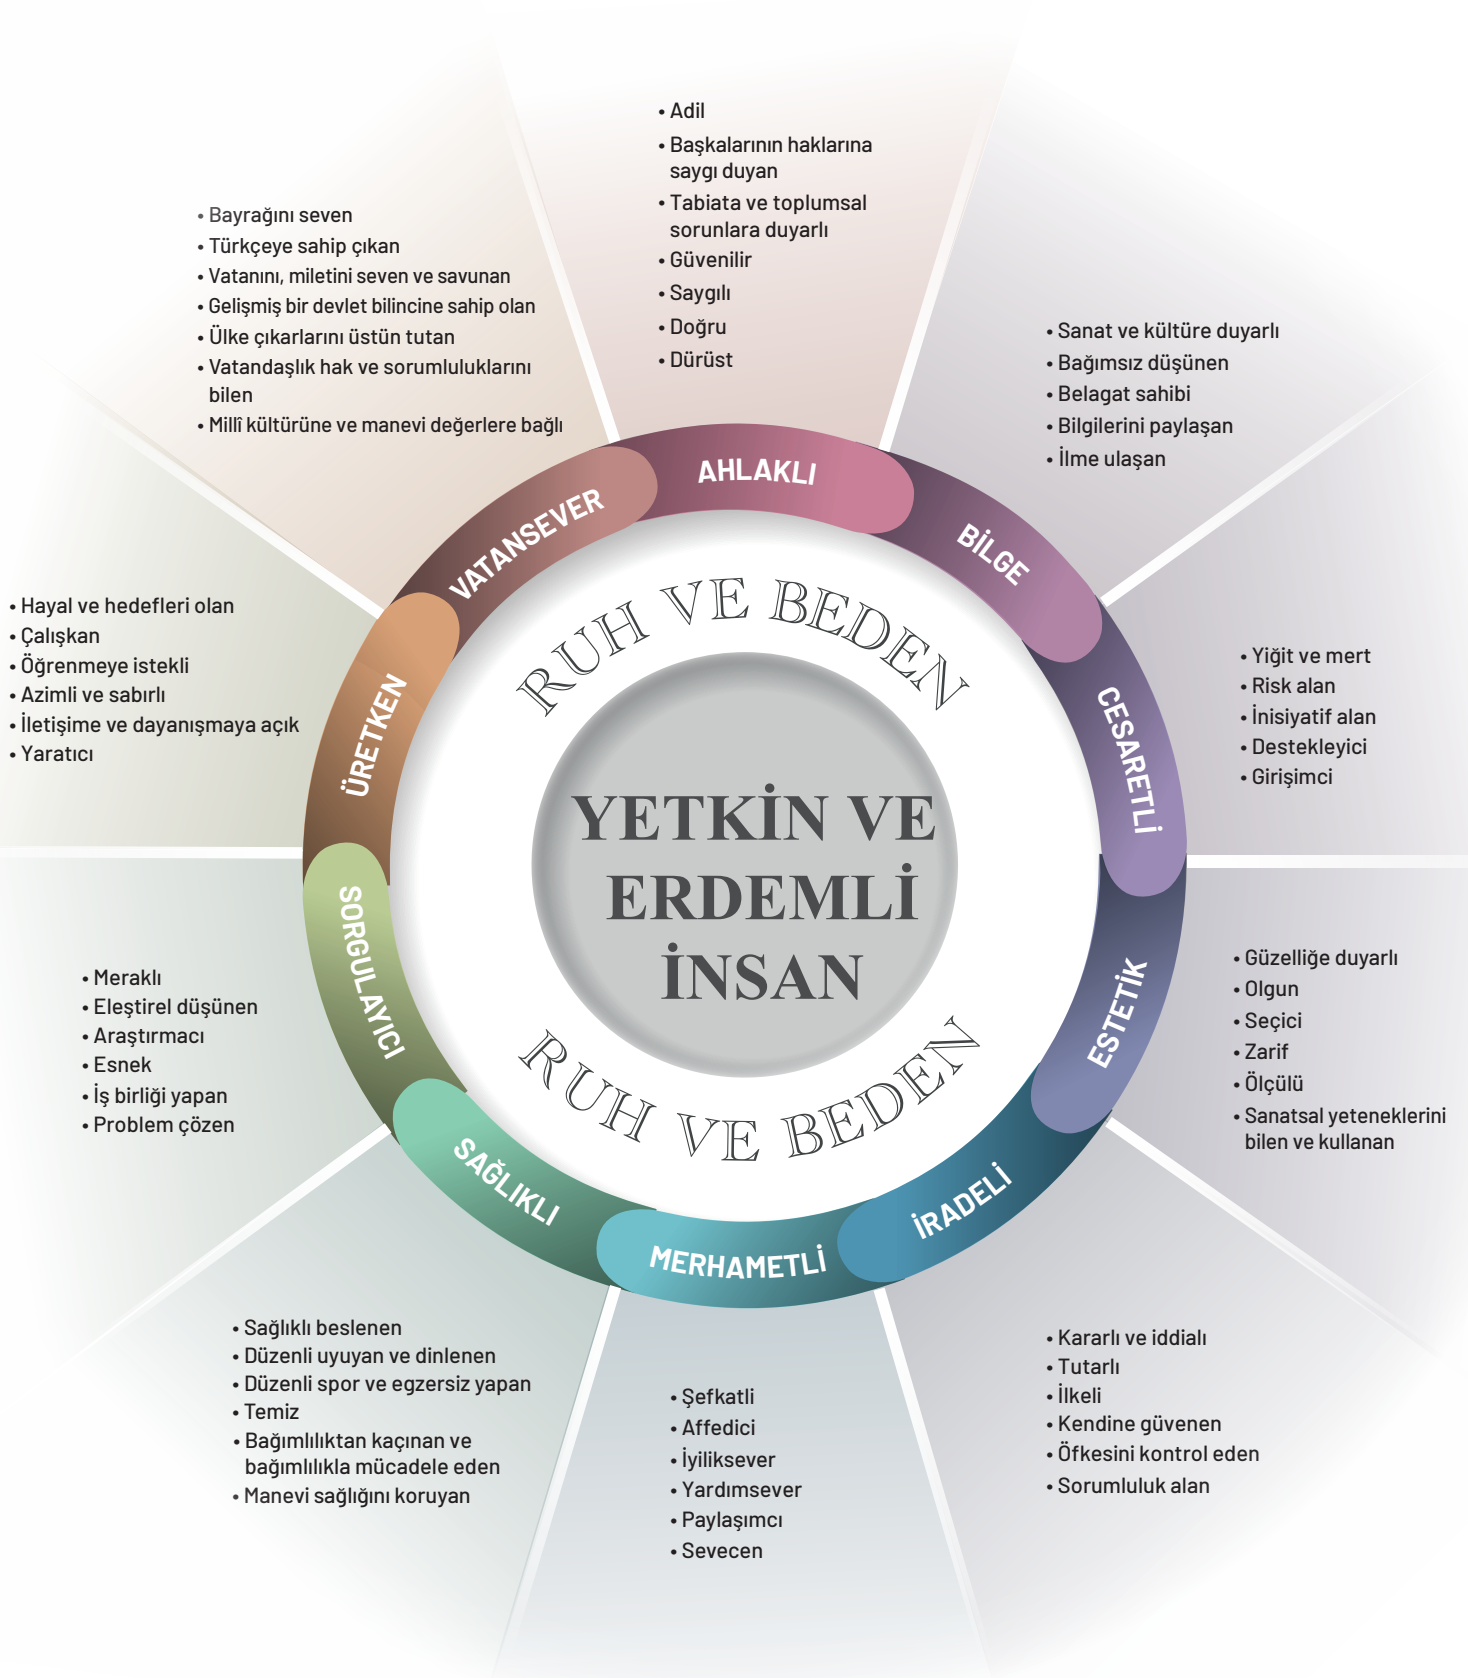 YETKİN VE
ERDEMLİ
İNSAN
RUH VE BEDEN
RUH VE BEDEN
AHLAKLI
• Adil
• Başkalarının haklarına
saygı duyan
• Tabiata ve toplumsal
sorunlara duyarlı
• Güvenilir
• Saygılı
• Doğru
• Dürüst
BİLGE
• Sanat ve kültüre duyarlı
• Bağımsız düşünen
• Belagat sahibi
• Bilgilerini paylaşan
• İlme ulaşan
CESARETLİ
• Yiğit ve mert
• Risk alan
• İnisiyatif alan
• Destekleyici
• Girişimci
ESTETİK
• Güzelliğe duyarlı
• Olgun
• Seçici
• Zarif
• Ölçülü
• Sanatsal yeteneklerini
bilen ve kullanan
İRADELİ
• Kararlı ve iddialı
• Tutarlı
• İlkeli
• Kendine güvenen
• Öfkesini kontrol eden
• Sorumluluk alan
MERHAMETLİ
• Şefkatli
• Affedici
• İyiliksever
• Yardımsever
• Paylaşımcı
• Sevecen
SAĞLIKLI
• Sağlıklı beslenen
• Düzenli uyuyan ve dinlenen
• Düzenli spor ve egzersiz yapan
• Temiz
• Bağımlılıktan kaçınan ve
bağımlılıkla mücadele eden
• Manevi sağlığını koruyan
SORGULAYICI
• Meraklı
• Eleştirel düşünen
• Araştırmacı
• Esnek
• İş birliği yapan
• Problem çözen
ÜRETKEN
• Hayal ve hedefleri olan
• Çalışkan
• Öğrenmeye istekli
• Azimli ve sabırlı
• İletişime ve dayanışmaya açık
• Yaratıcı
VATANSEVER
• Bayrağını seven
• Türkçeye sahip çıkan
• Vatanını, miletini seven ve savunan
• Gelişmiş bir devlet bilincine sahip olan
• Ülke çıkarlarını üstün tutan
• Vatandaşlık hak ve sorumluluklarını
bilen
• Millî kültürüne ve manevi değerlere bağlı